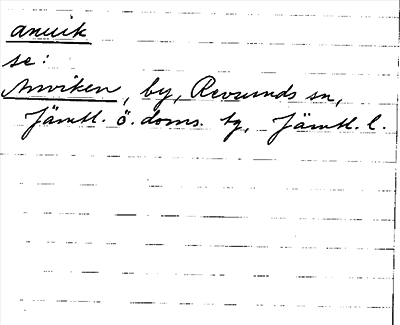 anuik
se:
Anviken, by, Revsunds sn,
Jämtl. ö. doms. tg, Jämtl. l.